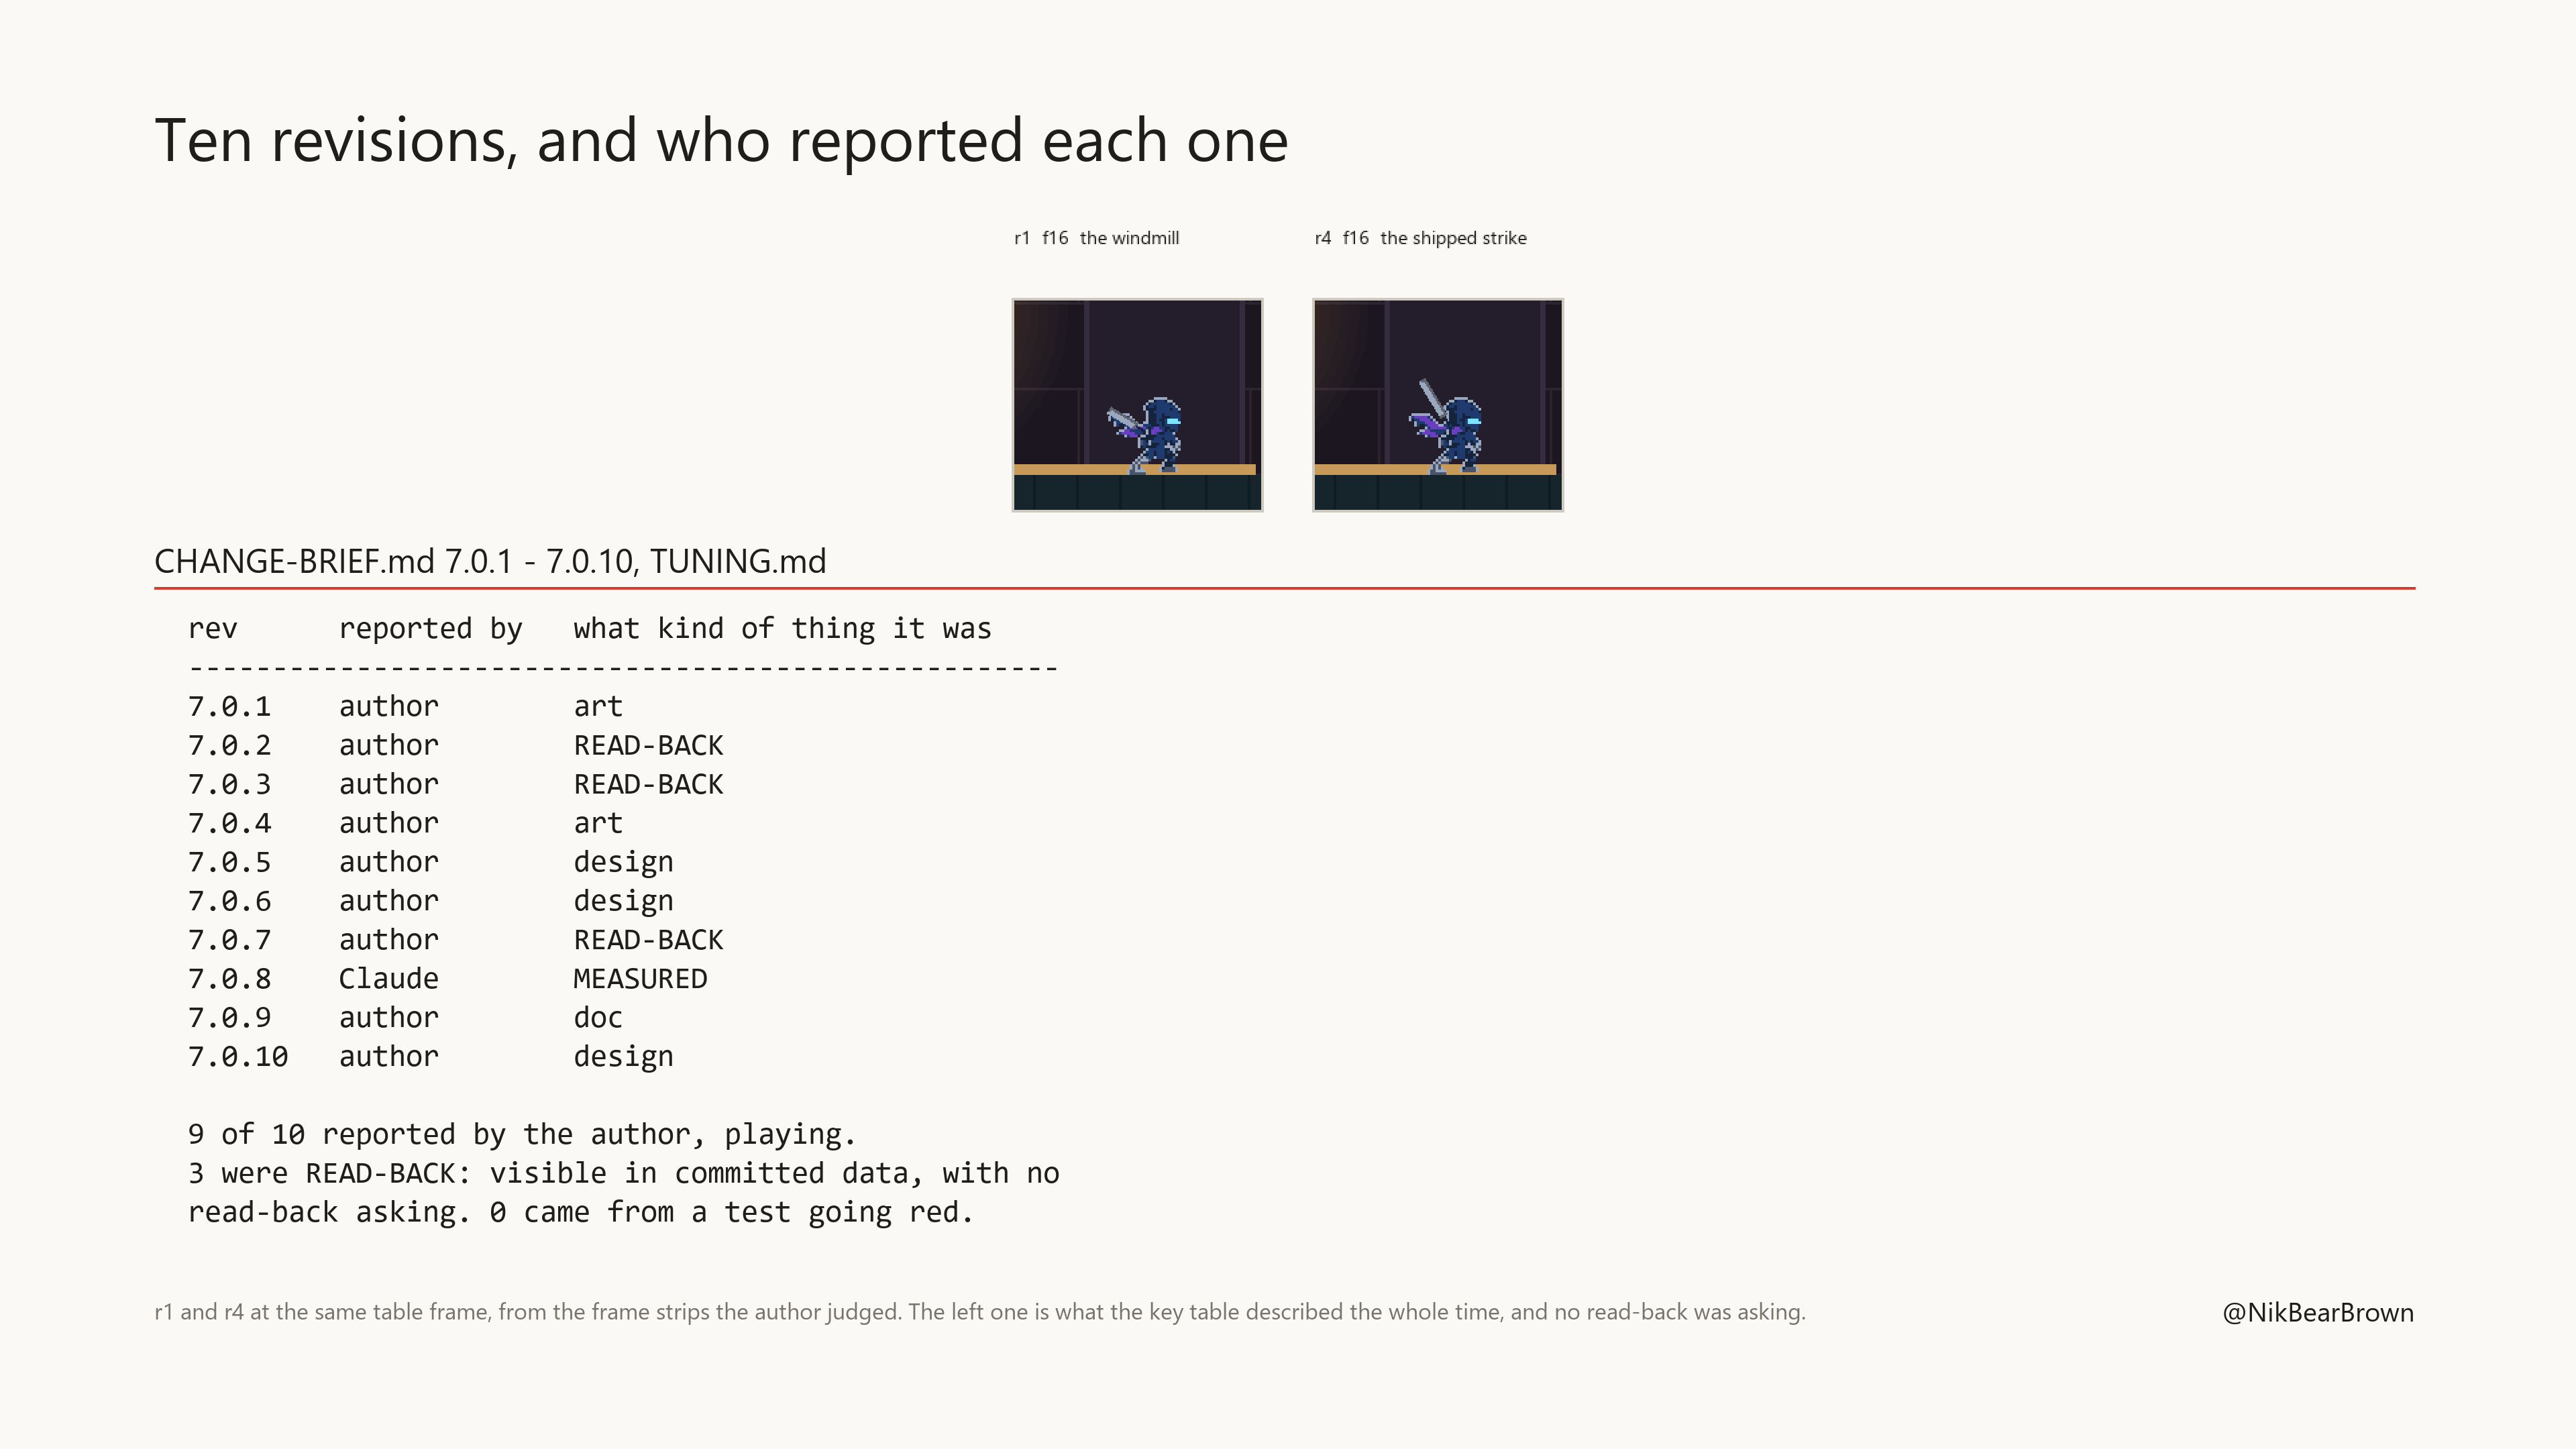 Ten revisions, and who reported each one
r1 f16 the windmill
r4 f16 the shipped strike
CHANGE-BRIEF.md 7.0.1 - 7.0.10, TUNING.md
rev reported by what kind of thing it was
----------------------------------------------------
7.0.1 author art
7.0.2 author READ-BACK
7.0.3 author READ-BACK
7.0.4 author art
7.0.5 author design
7.0.6 author design
7.0.7 author READ-BACK
7.0.8 Claude MEASURED
7.0.9 author doc
7.0.10 author design
9 of 10 reported by the author, playing.
3 were READ-BACK: visible in committed data, with no
read-back asking. 0 came from a test going red.
r1 and r4 at the same table frame, from the frame strips the author judged. The left one is what the key table described the whole time, and no read-back was asking.
@NikBearBrown